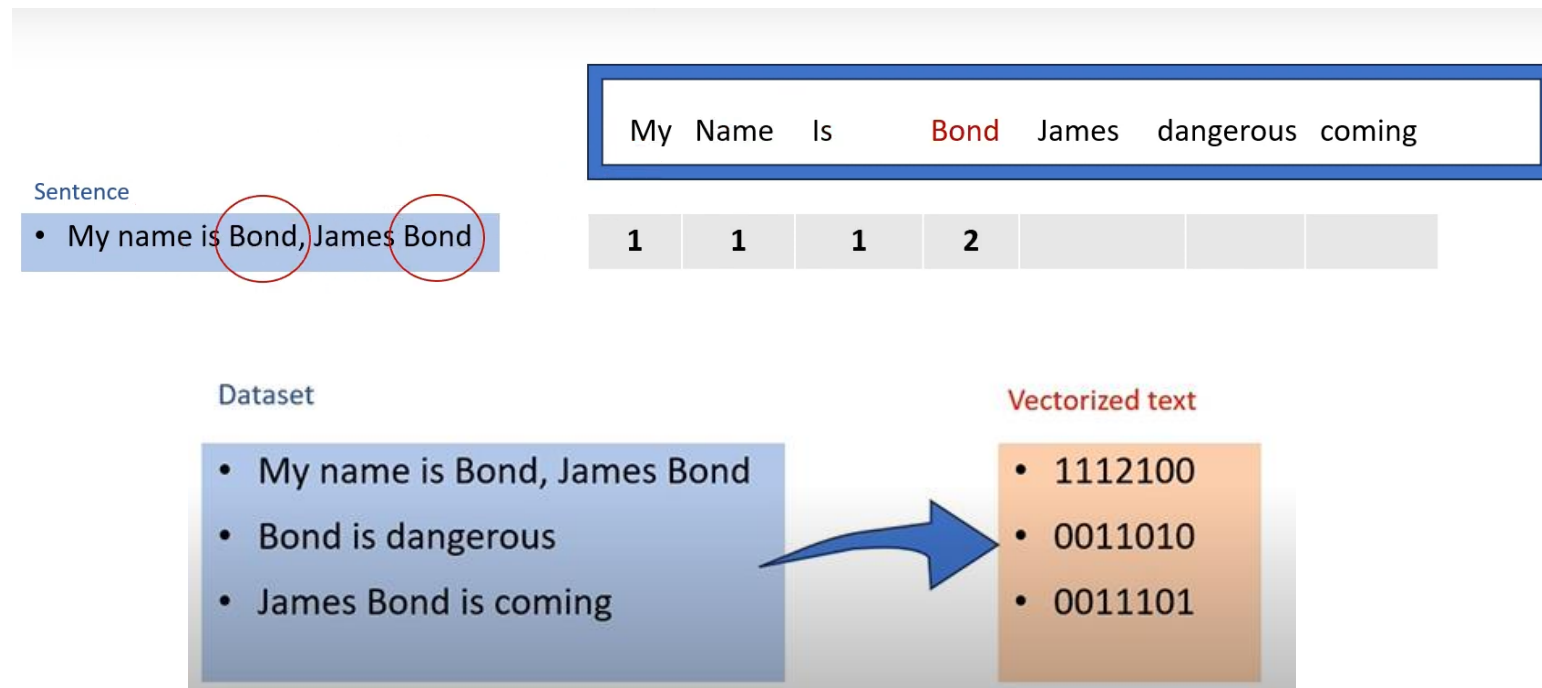 My Name Is Bond James dangerous coming
Sentence
• My name is Bond, James Bond
1 1 1 2
Dataset
• My name is Bond, James Bond
• Bond is dangerous
• James Bond is coming
Vectorized text
• 1112100
• 0011010
• 0011101